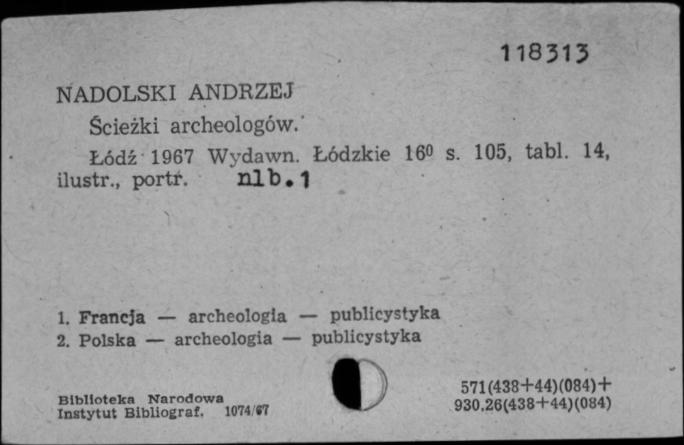 118313
NADOLSKI ANDRZEJ
Ścieżki archeologów.
Łódź 1967 Wydawn. Łódzkie 16⁰ s. 105, tabl. 14,
ilustr., portr. nlb.1
1. Francja — archeologia — publicystyka
2. Polska — archeologia — publicystyka
Biblioteka Narodowa
Instytut Bibliograf. 1074/67
571(438+44)(084)+
930.26(438+44)(084)